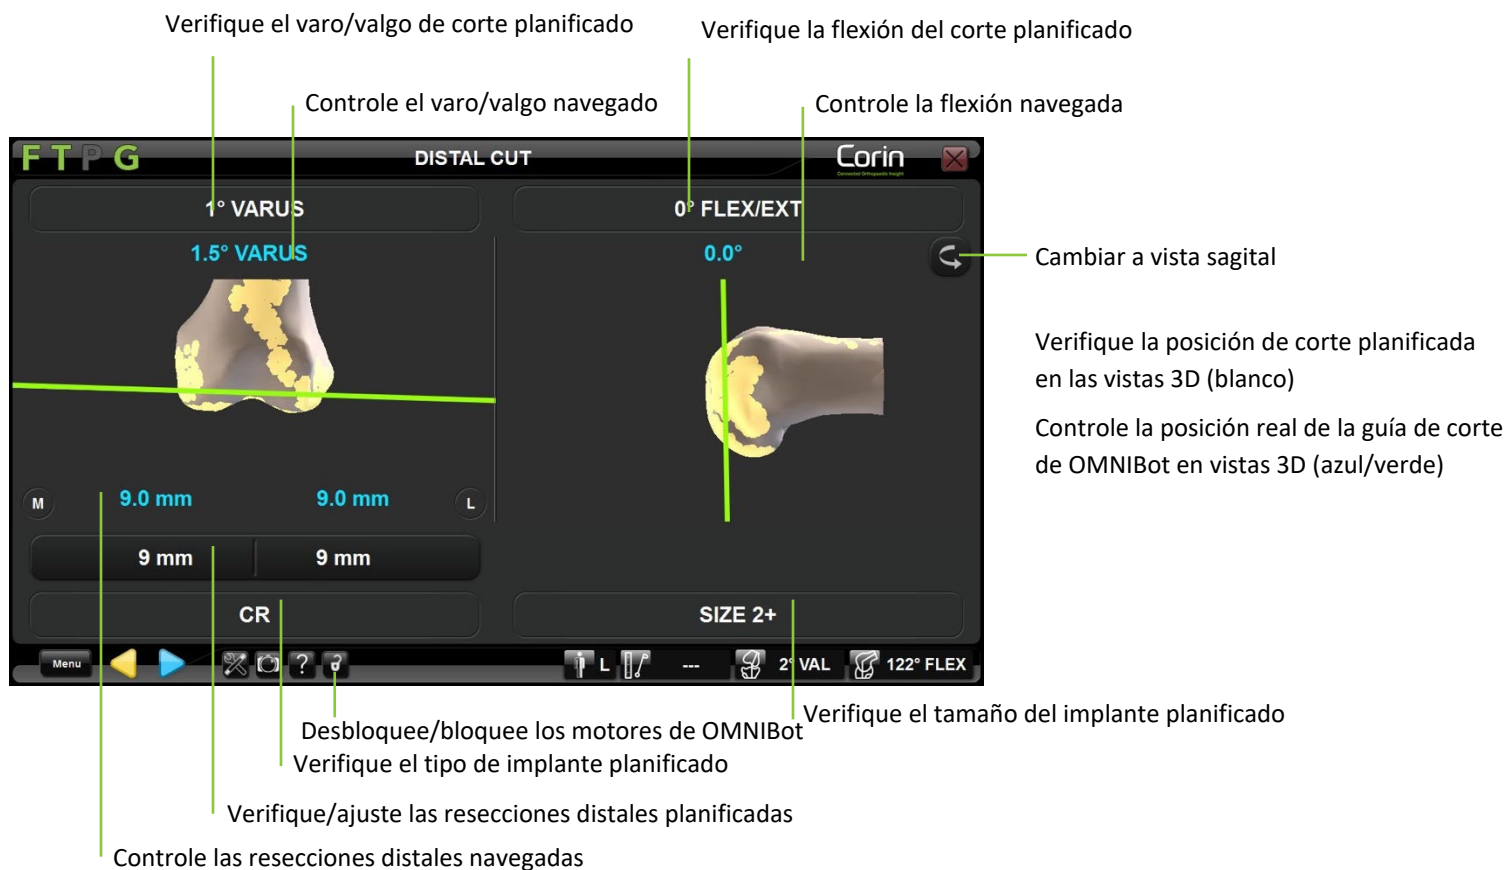 Verifique el varo/valgo de corte planificado
Verifique la flexión del corte planificado
Controle el varo/valgo navegado
Controle la flexión navegada
F T P G
DISTAL CUT
Corin
Connected Orthopaedic Insight
1° VARUS
0° FLEX/EXT
1.5° VARUS
0.0°
Cambiar a vista sagital
Verifique la posición de corte planificada
en las vistas 3D (blanco)
Controle la posición real de la guía de corte
de OMNIBot en vistas 3D (azul/verde)
M
9.0 mm
9.0 mm
L
9 mm
9 mm
CR
SIZE 2+
Menu
?
L
---
2° VAL
122° FLEX
Desbloquee/bloquee los motores de OMNIBot
Verifique el tamaño del implante planificado
Verifique el tipo de implante planificado
Verifique/ajuste las resecciones distales planificadas
Controle las resecciones distales navegadas